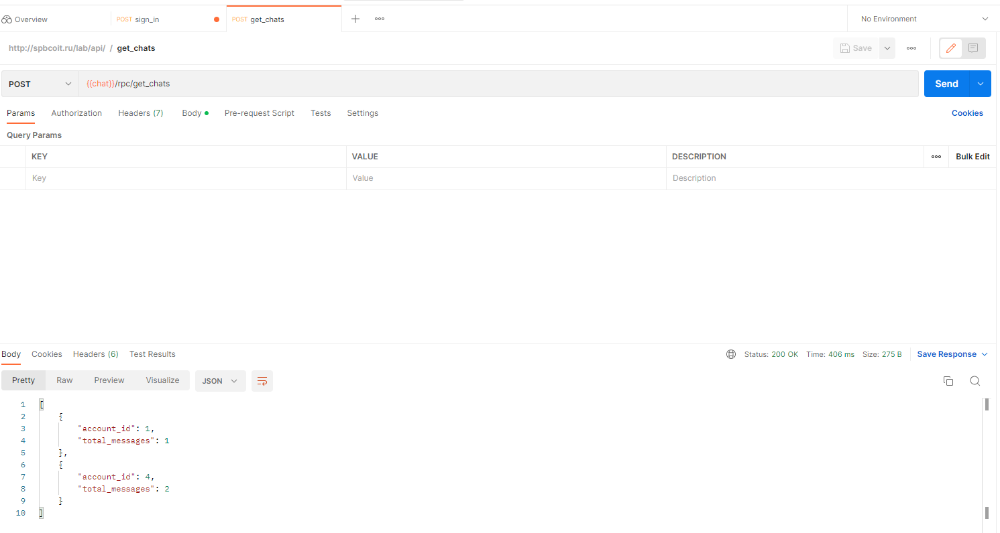 Overview POST sign_in POST get_chats No Environment
http://spbcoit.ru/lab/api/ / get_chats Save
POST {{chat}}/rpc/get_chats Send
Params Authorization Headers (7) Body Pre-request Script Tests Settings Cookies
Query Params
KEY VALUE DESCRIPTION Bulk Edit
Key Value Description
Body Cookies Headers (6) Test Results Status: 200 OK Time: 406 ms Size: 275 B Save Response
Pretty Raw Preview Visualize JSON
1 [
2 {
3 "account_id": 1,
4 "total_messages": 1
5 },
6 {
7 "account_id": 4,
8 "total_messages": 2
9 }
10 ]